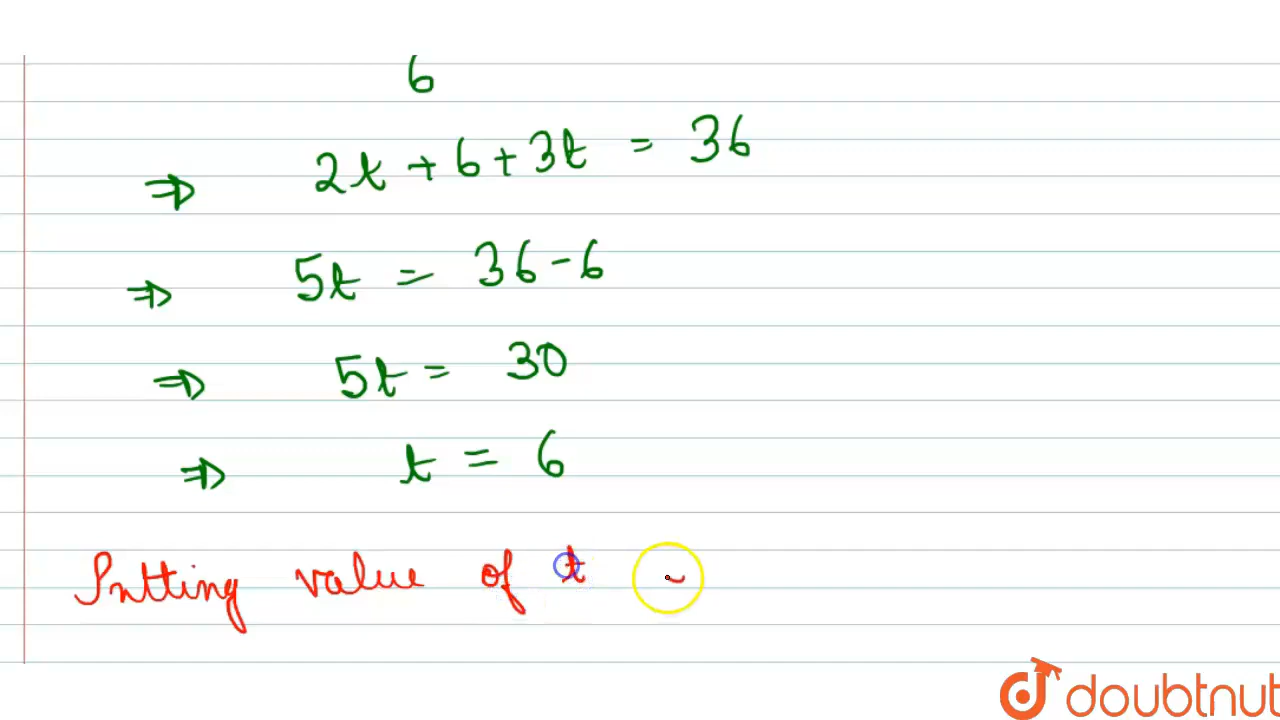 6
⇒ 2t + 6 + 3t = 36
⇒ 5t = 36 - 6
⇒ 5t = 30
⇒ t = 6
Putting value of t
doubtnut